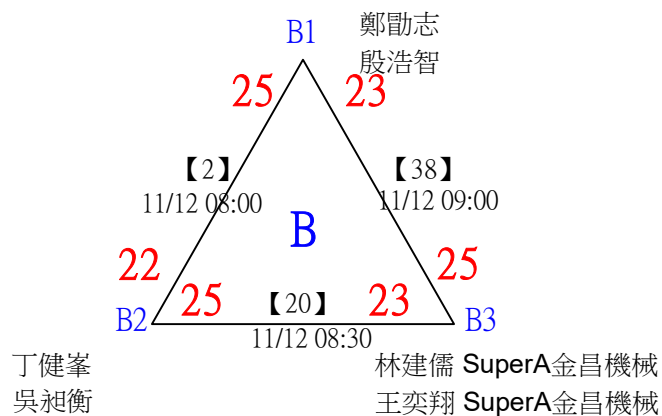 B1
鄭勖志
殷浩智
25
23
【2】
11/12 08:00
【38】
11/12 09:00
B
22
25
25
【20】
23
11/12 08:30
B2
B3
丁健峯
吳昶衡
林建儒 SuperA金昌機械
王奕翔 SuperA金昌機械